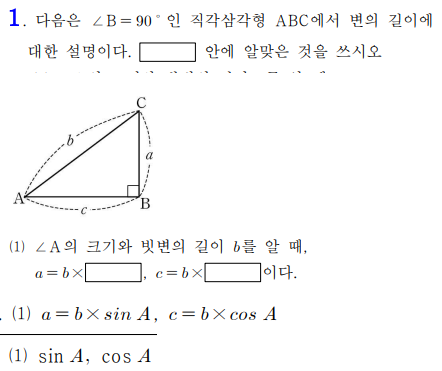 1. 다음은 ∠B=90°인 직각삼각형 ABC에서 변의 길이에
대한 설명이다. □ 안에 알맞은 것을 쓰시오
C
b
a
A
B
c
(1) ∠A의 크기와 빗변의 길이 b를 알 때,
a=b×□, c=b×□이다.
. (1) a=b×sin A, c=b×cos A
(1) sin A, cos A